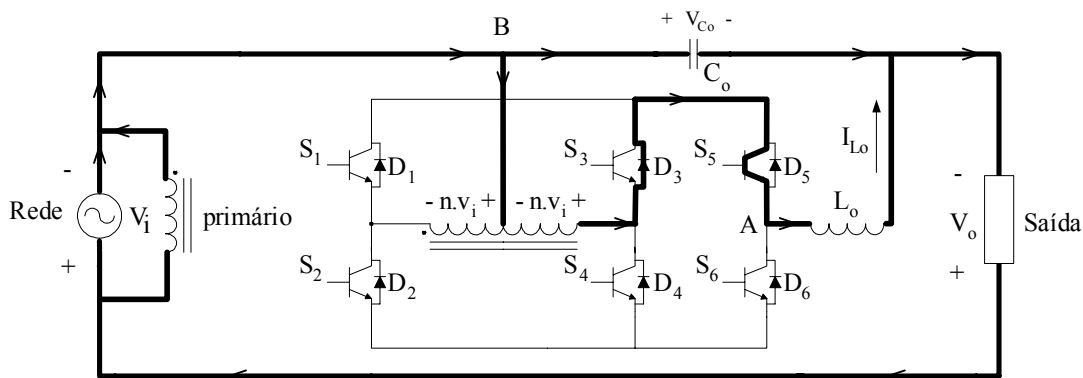 B
+ V_Co -
C_o
S_1 D_1
S_3 D_3
S_5 D_5
I_Lo
-
Rede V_i primário
+
- n.v_i + - n.v_i +
A L_o
-
V_o Saída
+
S_2 D_2
S_4 D_4
S_6 D_6